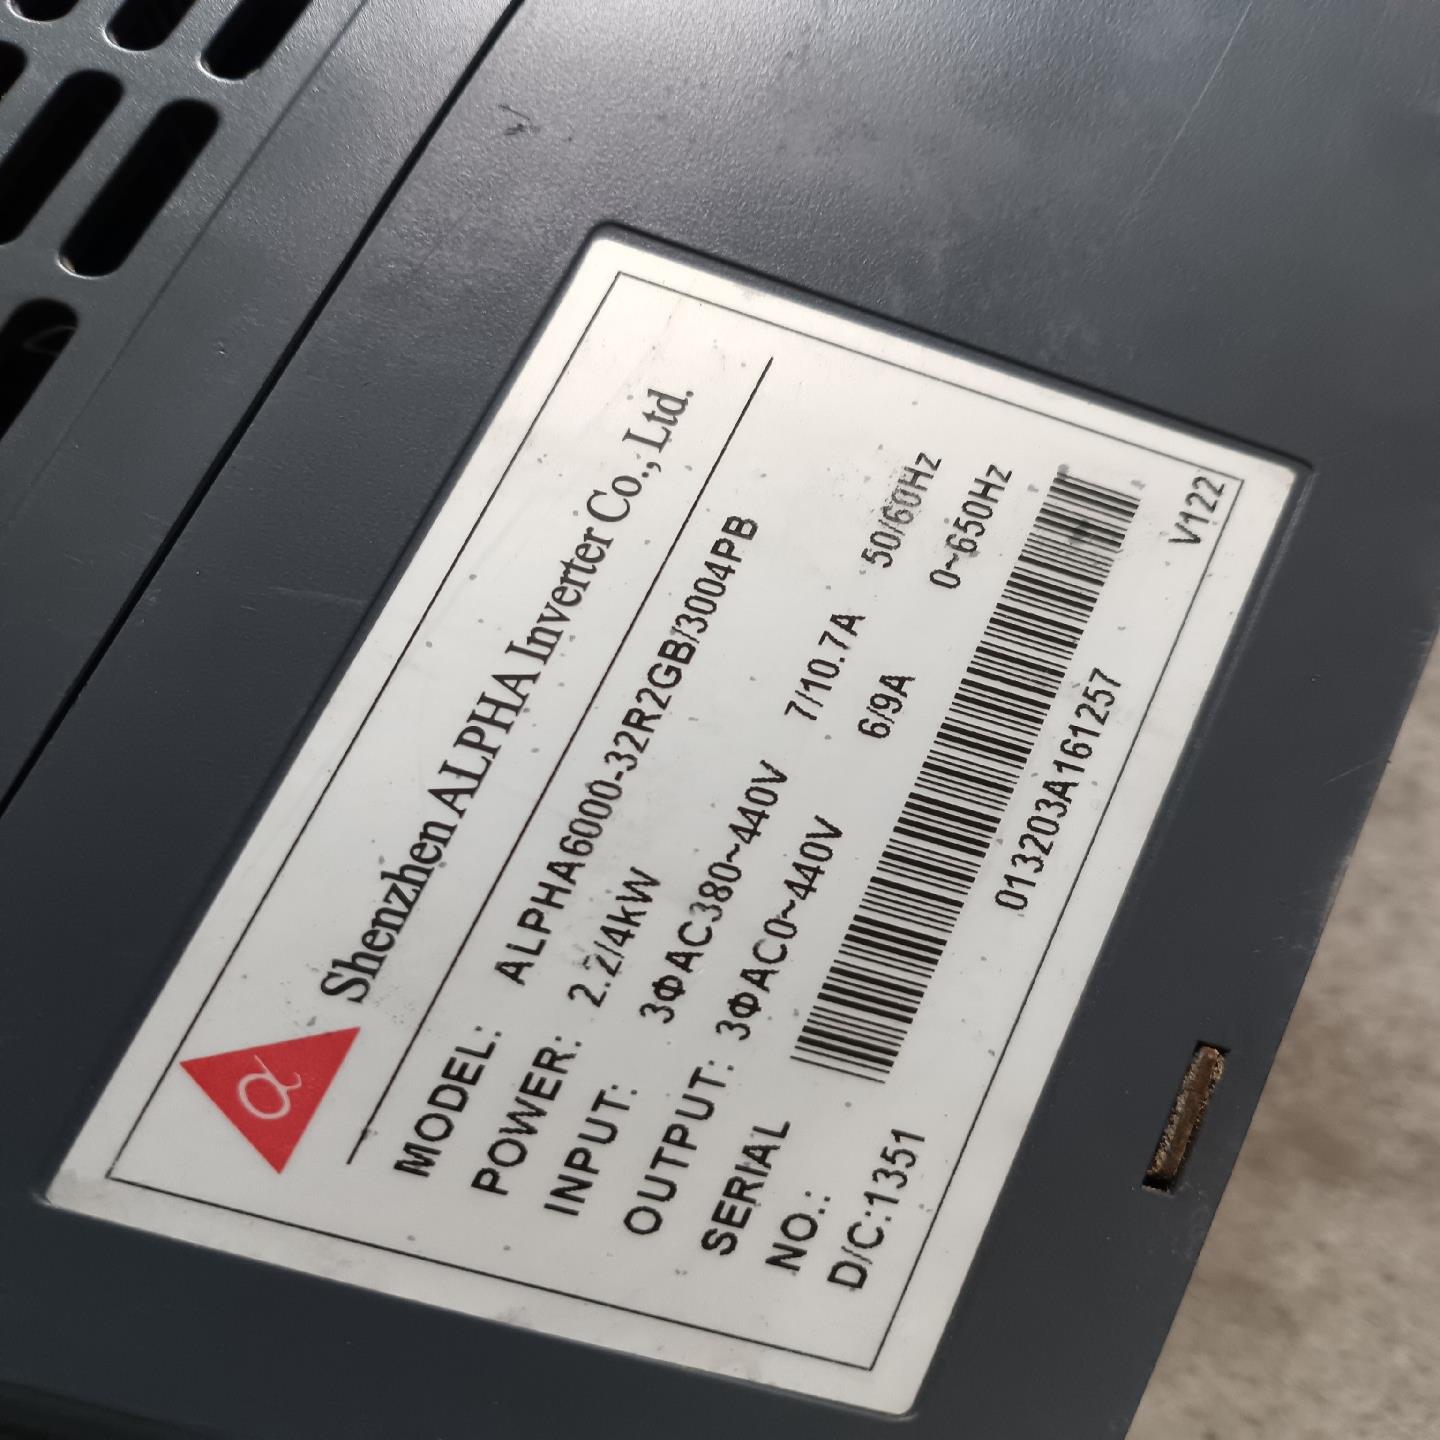 α
Shenzhen ALPHA Inverter Co., Ltd.
MODEL: ALPHA6000-32R2GB/3004PB
POWER: 2.2/4kW
INPUT: 3ΦAC380~440V 7/10.7A 50/60Hz
OUTPUT: 3ΦAC0~440V 6/9A 0~650Hz
SERIAL
NO.:
013203A161257
D/C:1351
V122